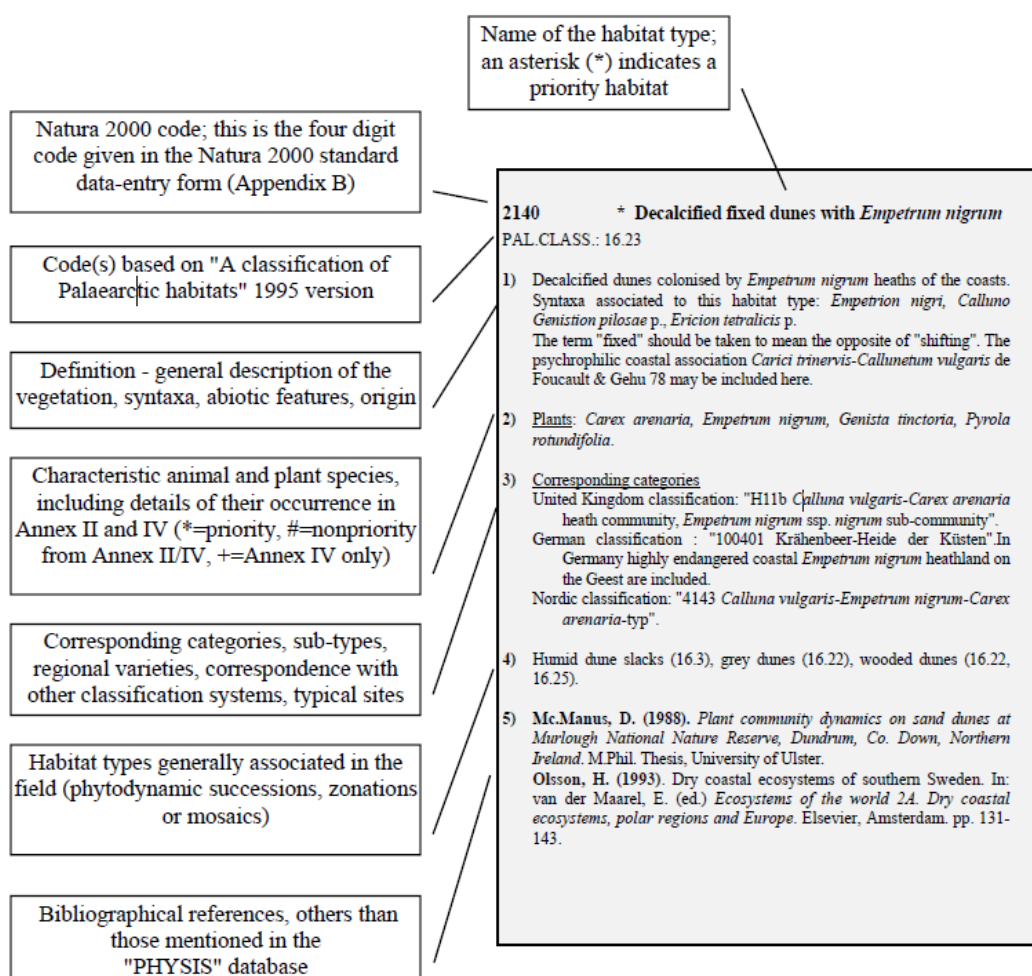 Name of the habitat type;
an asterisk (*) indicates a
priority habitat
Natura 2000 code; this is the four digit
code given in the Natura 2000 standard
data-entry form (Appendix B)
Code(s) based on "A classification of
Palaearctic habitats" 1995 version
Definition - general description of the
vegetation, syntaxa, abiotic features, origin
Characteristic animal and plant species,
including details of their occurrence in
Annex II and IV (*=priority, #=nonpriority
from Annex II/IV, +=Annex IV only)
Corresponding categories, sub-types,
regional varieties, correspondence with
other classification systems, typical sites
Habitat types generally associated in the
field (phytodynamic successions, zonations
or mosaics)
Bibliographical references, others than
those mentioned in the
"PHYSIS" database
2140 * Decalcified fixed dunes with Empetrum nigrum
PAL.CLASS.: 16.23
1) Decalcified dunes colonised by Empetrum nigrum heaths of the coasts.
Syntaxa associated to this habitat type: Empetrion nigri, Calluno
Genistion pilosae p., Ericion tetralicis p.
The term "fixed" should be taken to mean the opposite of "shifting". The
psychrophilic coastal association Carici trinervis-Callunetum vulgaris de
Foucault & Gehu 78 may be included here.
2) Plants: Carex arenaria, Empetrum nigrum, Genista tinctoria, Pyrola
rotundifolia.
3) Corresponding categories
United Kingdom classification: "H11b Calluna vulgaris-Carex arenaria
heath community, Empetrum nigrum ssp. nigrum sub-community".
German classification : "100401 Krähenbeer-Heide der Küsten".In
Germany highly endangered coastal Empetrum nigrum heathland on
the Geest are included.
Nordic classification: "4143 Calluna vulgaris-Empetrum nigrum-Carex
arenaria-typ".
4) Humid dune slacks (16.3), grey dunes (16.22), wooded dunes (16.22,
16.25).
5) Mc.Manus, D. (1988). Plant community dynamics on sand dunes at
Murlough National Nature Reserve, Dundrum, Co. Down, Northern
Ireland. M.Phil. Thesis, University of Ulster.
Olsson, H. (1993). Dry coastal ecosystems of southern Sweden. In:
van der Maarel, E. (ed.) Ecosystems of the world 2A. Dry coastal
ecosystems, polar regions and Europe. Elsevier, Amsterdam. pp. 131-
143.